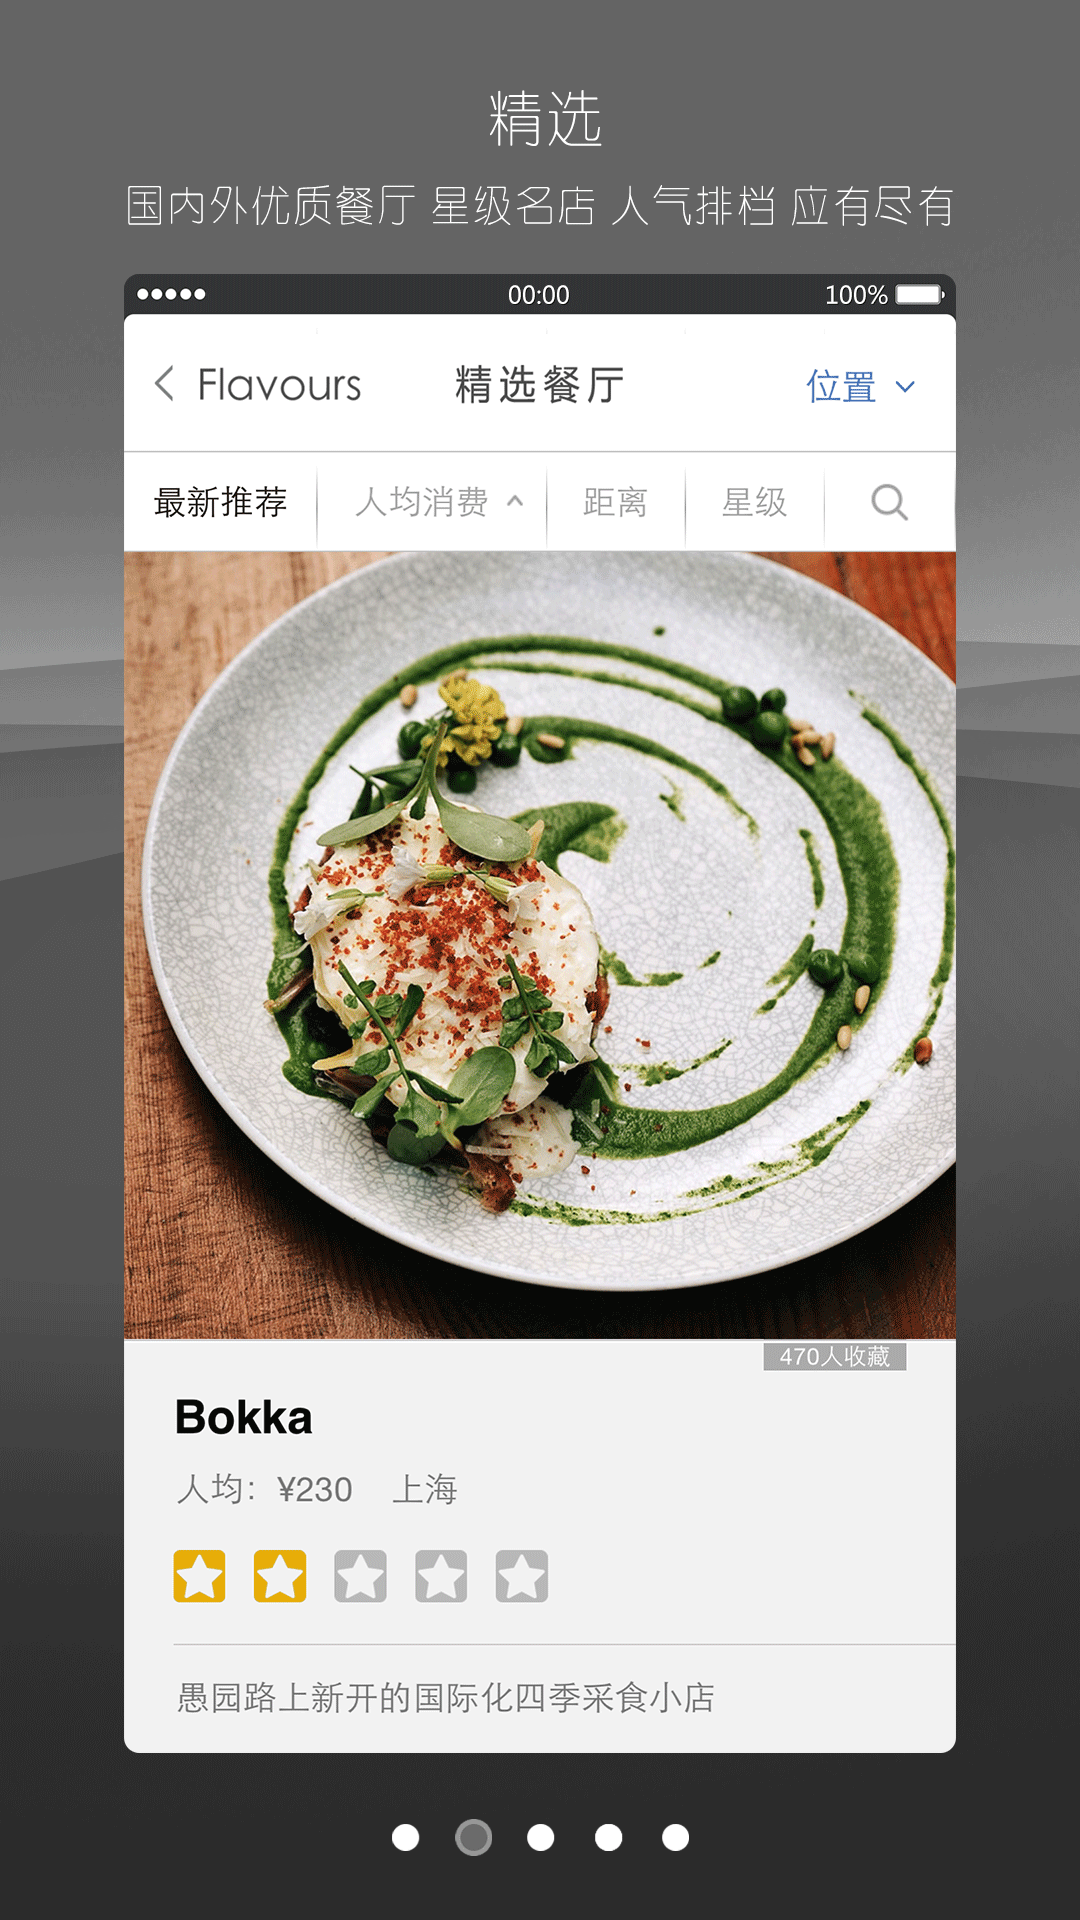 精选
国内外优质餐厅 星级名店 人气排档 应有尽有
00:00 100%
Flavours 精选餐厅 位置
最新推荐 人均消费 距离 星级
470人收藏
Bokka
人均：¥230 上海
愚园路上新开的国际化四季采食小店